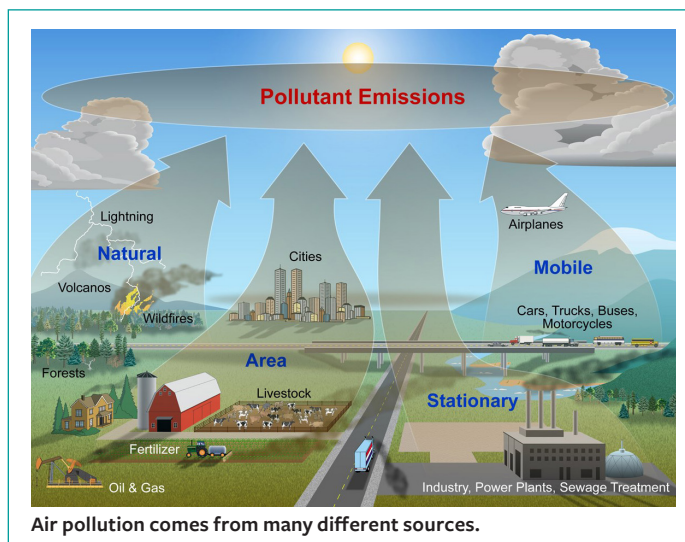 Pollutant Emissions
Lightning
Natural
Volcanos
Wildfires
Forests
Cities
Area
Livestock
Fertilizer
Oil & Gas
Airplanes
Mobile
Cars, Trucks, Buses,
Motorcycles
Stationary
Industry, Power Plants, Sewage Treatment
Air pollution comes from many different sources.